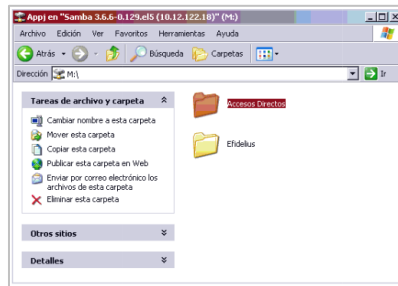 Appj en "Samba 3.6.6-0.129.el5 (10.12.122.18)" (M:)
Archivo Edición Ver Favoritos Herramientas Ayuda
Atrás Búsqueda Carpetas
Dirección M:\ Ir
Tareas de archivo y carpeta
Cambiar nombre a esta carpeta
Mover esta carpeta
Copiar esta carpeta
Publicar esta carpeta en Web
Enviar por correo electrónico los
archivos de esta carpeta
Eliminar esta carpeta
Otros sitios
Detalles
Accesos Directos
Efidelius